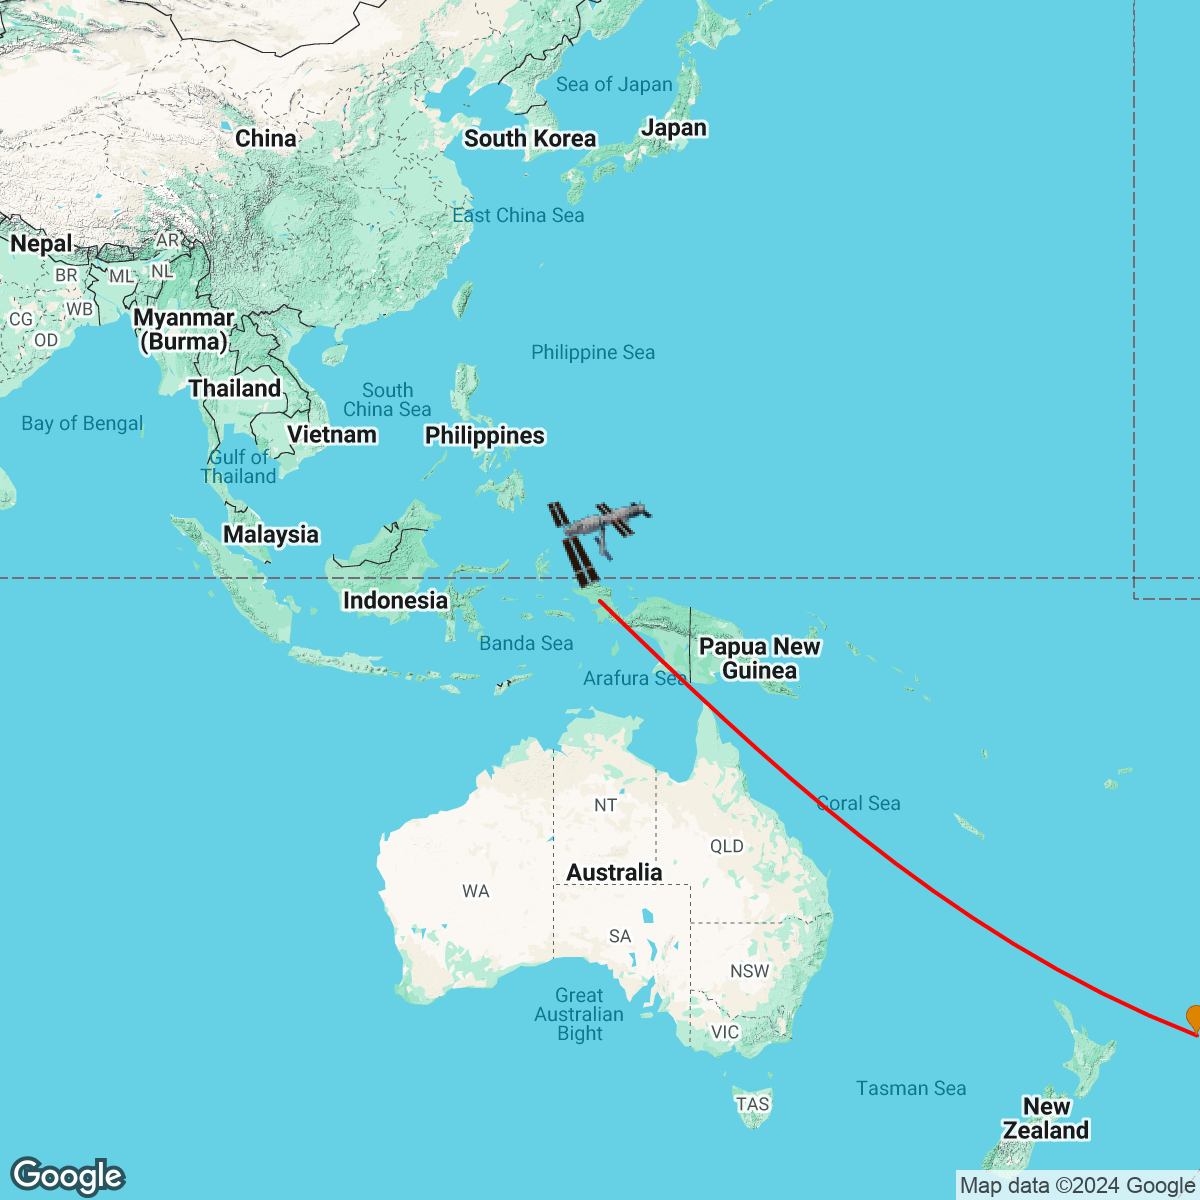 Sea of Japan
China
South Korea
Japan
East China Sea
Nepal
AR
BR
ML
NL
WB
CG
OD
Myanmar
(Burma)
Philippine Sea
Thailand
South
China Sea
Bay of Bengal
Vietnam
Philippines
Gulf of
Thailand
Malaysia
Indonesia
Banda Sea
Papua New
Guinea
Arafura Sea
NT
Coral Sea
QLD
Australia
WA
SA
NSW
Great
Australian
Bight
VIC
Tasman Sea
TAS
New
Zealand
Google
Map data ©2024 Google